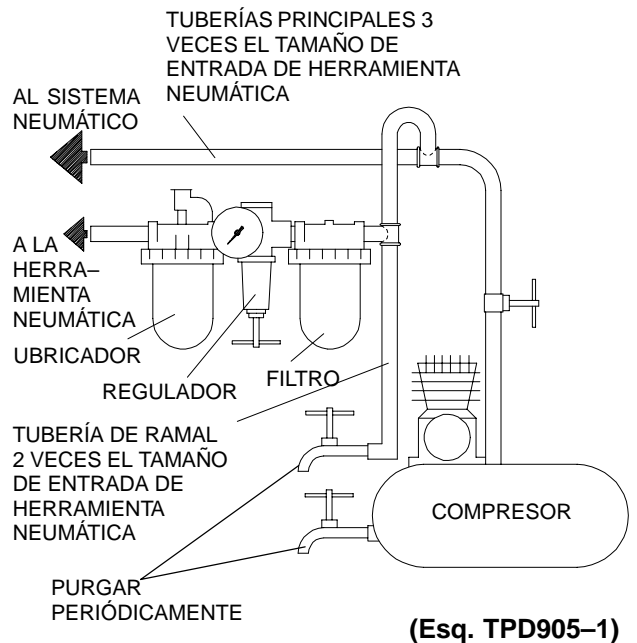 TUBERÍAS PRINCIPALES 3
VECES EL TAMAÑO DE
ENTRADA DE HERRAMIENTA
NEUMÁTICA
AL SISTEMA
NEUMÁTICO
A LA
HERRA–
MIENTA
NEUMÁTICA
UBRICADOR
REGULADOR
FILTRO
TUBERÍA DE RAMAL
2 VECES EL TAMAÑO
DE ENTRADA DE
HERRAMIENTA
NEUMÁTICA
COMPRESOR
PURGAR
PERIÓDICAMENTE
(Esq. TPD905–1)